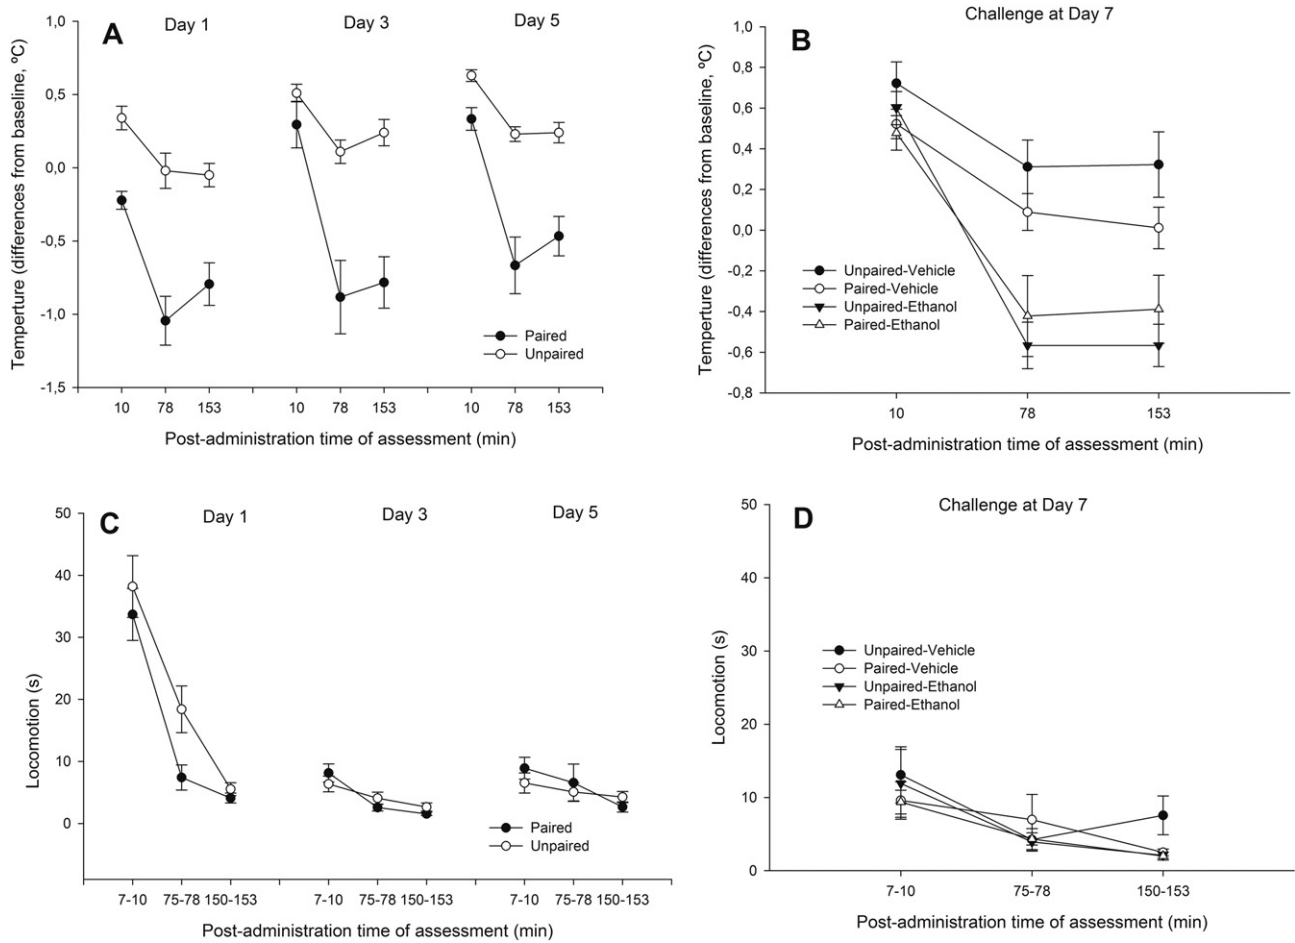 A
Day 1
Day 3
Day 5
Temperture (differences from baseline, ºC)
1,0
0,5
0,0
-0,5
-1,0
-1,5
Paired
Unpaired
10 78 153 10 78 153 10 78 153
Post-administration time of assessment (min)
B
Challenge at Day 7
Temperture (differences from baseline, ºC)
1,0
0,8
0,6
0,4
0,2
0,0
-0,2
-0,4
-0,6
-0,8
Unpaired-Vehicle
Paired-Vehicle
Unpaired-Ethanol
Paired-Ethanol
10 78 153
Post-administration time of assessment (min)
C
Day 1
Day 3
Day 5
Locomotion (s)
50
40
30
20
10
0
Paired
Unpaired
7-10 75-78 150-153 7-10 75-78 150-153 7-10 75-78 150-153
Post-administration time of assessment (min)
D
Challenge at Day 7
Locomotion (s)
50
40
30
20
10
0
Unpaired-Vehicle
Paired-Vehicle
Unpaired-Ethanol
Paired-Ethanol
7-10 75-78 150-153
Post-administration time of assessment (min)